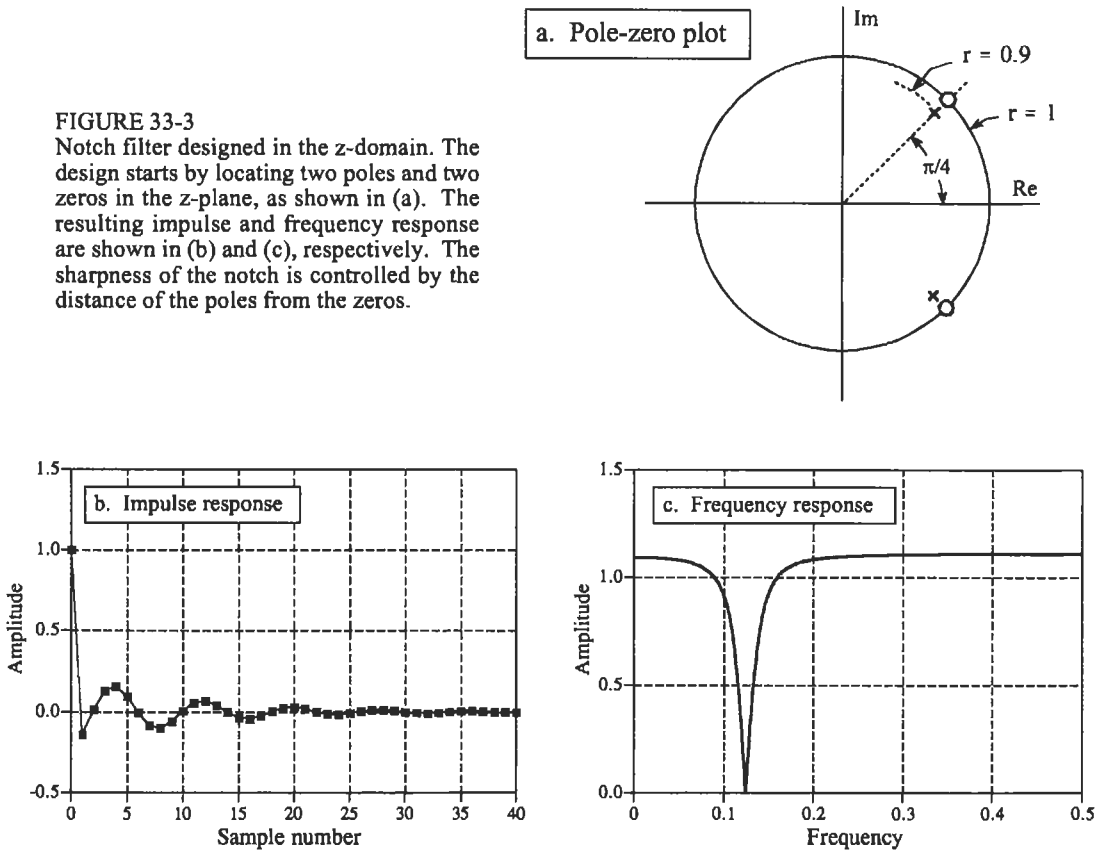 a. Pole-zero plot
Im
r = 0.9
r = 1
π/4
Re
FIGURE 33-3
Notch filter designed in the z-domain. The
design starts by locating two poles and two
zeros in the z-plane, as shown in (a). The
resulting impulse and frequency response
are shown in (b) and (c), respectively. The
sharpness of the notch is controlled by the
distance of the poles from the zeros.
b. Impulse response
1.5
1.0
0.5
0.0
-0.5
Amplitude
0 5 10 15 20 25 30 35 40
Sample number
c. Frequency response
1.5
1.0
0.5
0.0
Amplitude
0 0.1 0.2 0.3 0.4 0.5
Frequency